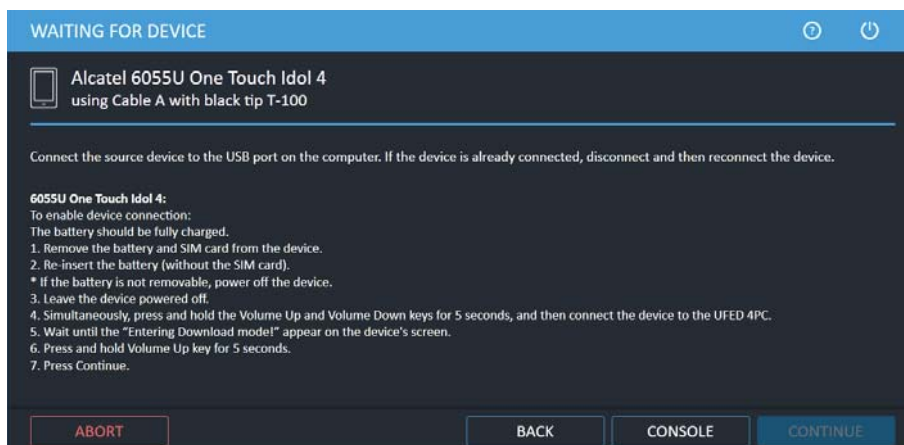 WAITING FOR DEVICE
Alcatel 6055U One Touch Idol 4
using Cable A with black tip T-100
Connect the source device to the USB port on the computer. If the device is already connected, disconnect and then reconnect the device.
6055U One Touch Idol 4:
To enable device connection:
The battery should be fully charged.
1. Remove the battery and SIM card from the device.
2. Re-insert the battery (without the SIM card).
* If the battery is not removable, power off the device.
3. Leave the device powered off.
4. Simultaneously, press and hold the Volume Up and Volume Down keys for 5 seconds, and then connect the device to the UFED 4PC.
5. Wait until the "Entering Download mode!" appear on the device's screen.
6. Press and hold Volume Up key for 5 seconds.
7. Press Continue.
ABORT BACK CONSOLE CONTINUE